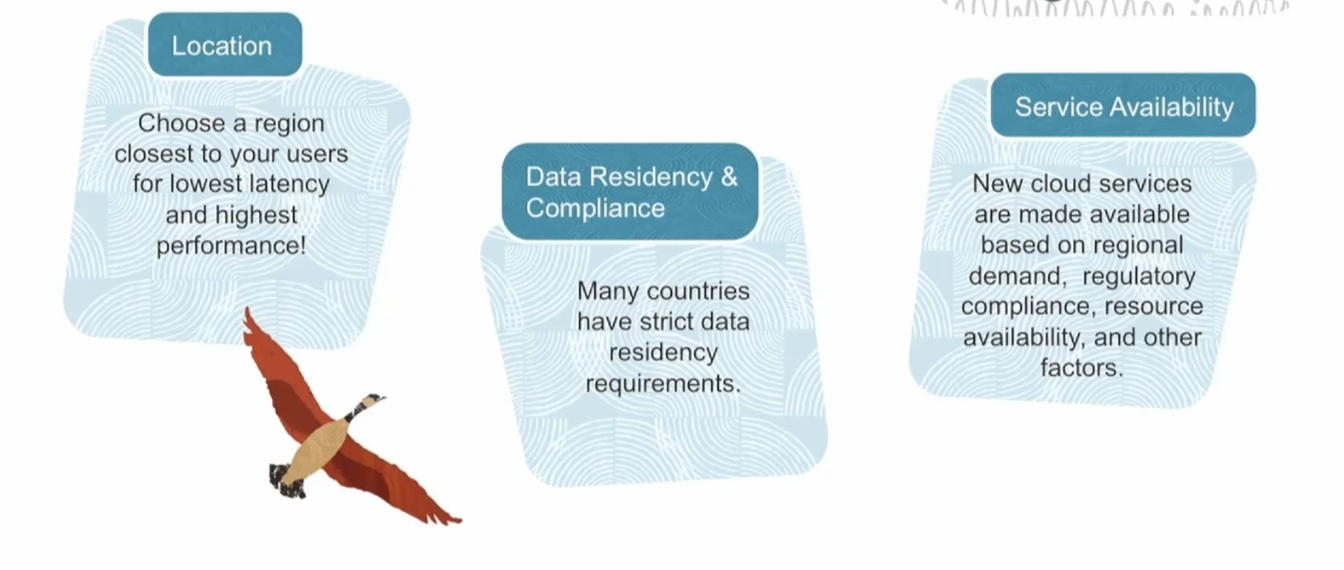 Location
Choose a region
closest to your users
for lowest latency
and highest
performance!
Data Residency &
Compliance
Many countries
have strict data
residency
requirements.
Service Availability
New cloud services
are made available
based on regional
demand, regulatory
compliance, resource
availability, and other
factors.